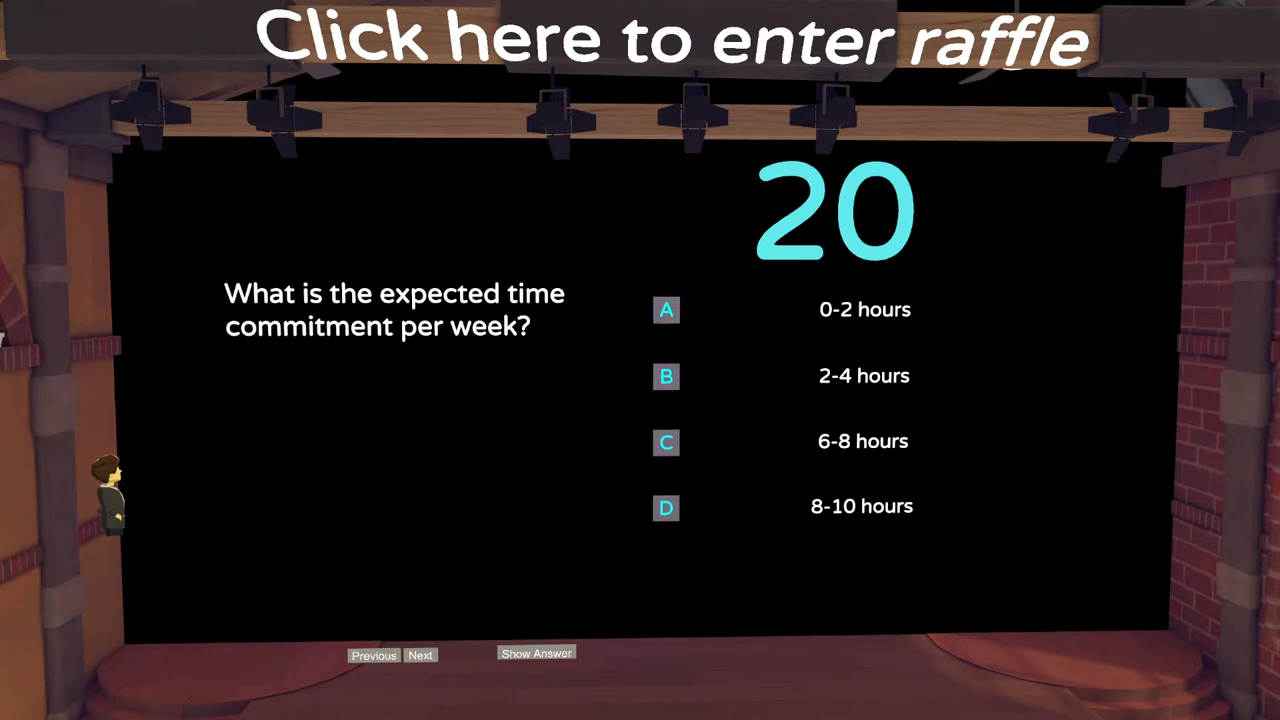 Click here to enter raffle
20
What is the expected time
commitment per week?
A 0-2 hours
B 2-4 hours
C 6-8 hours
D 8-10 hours
Previous Next Show Answer